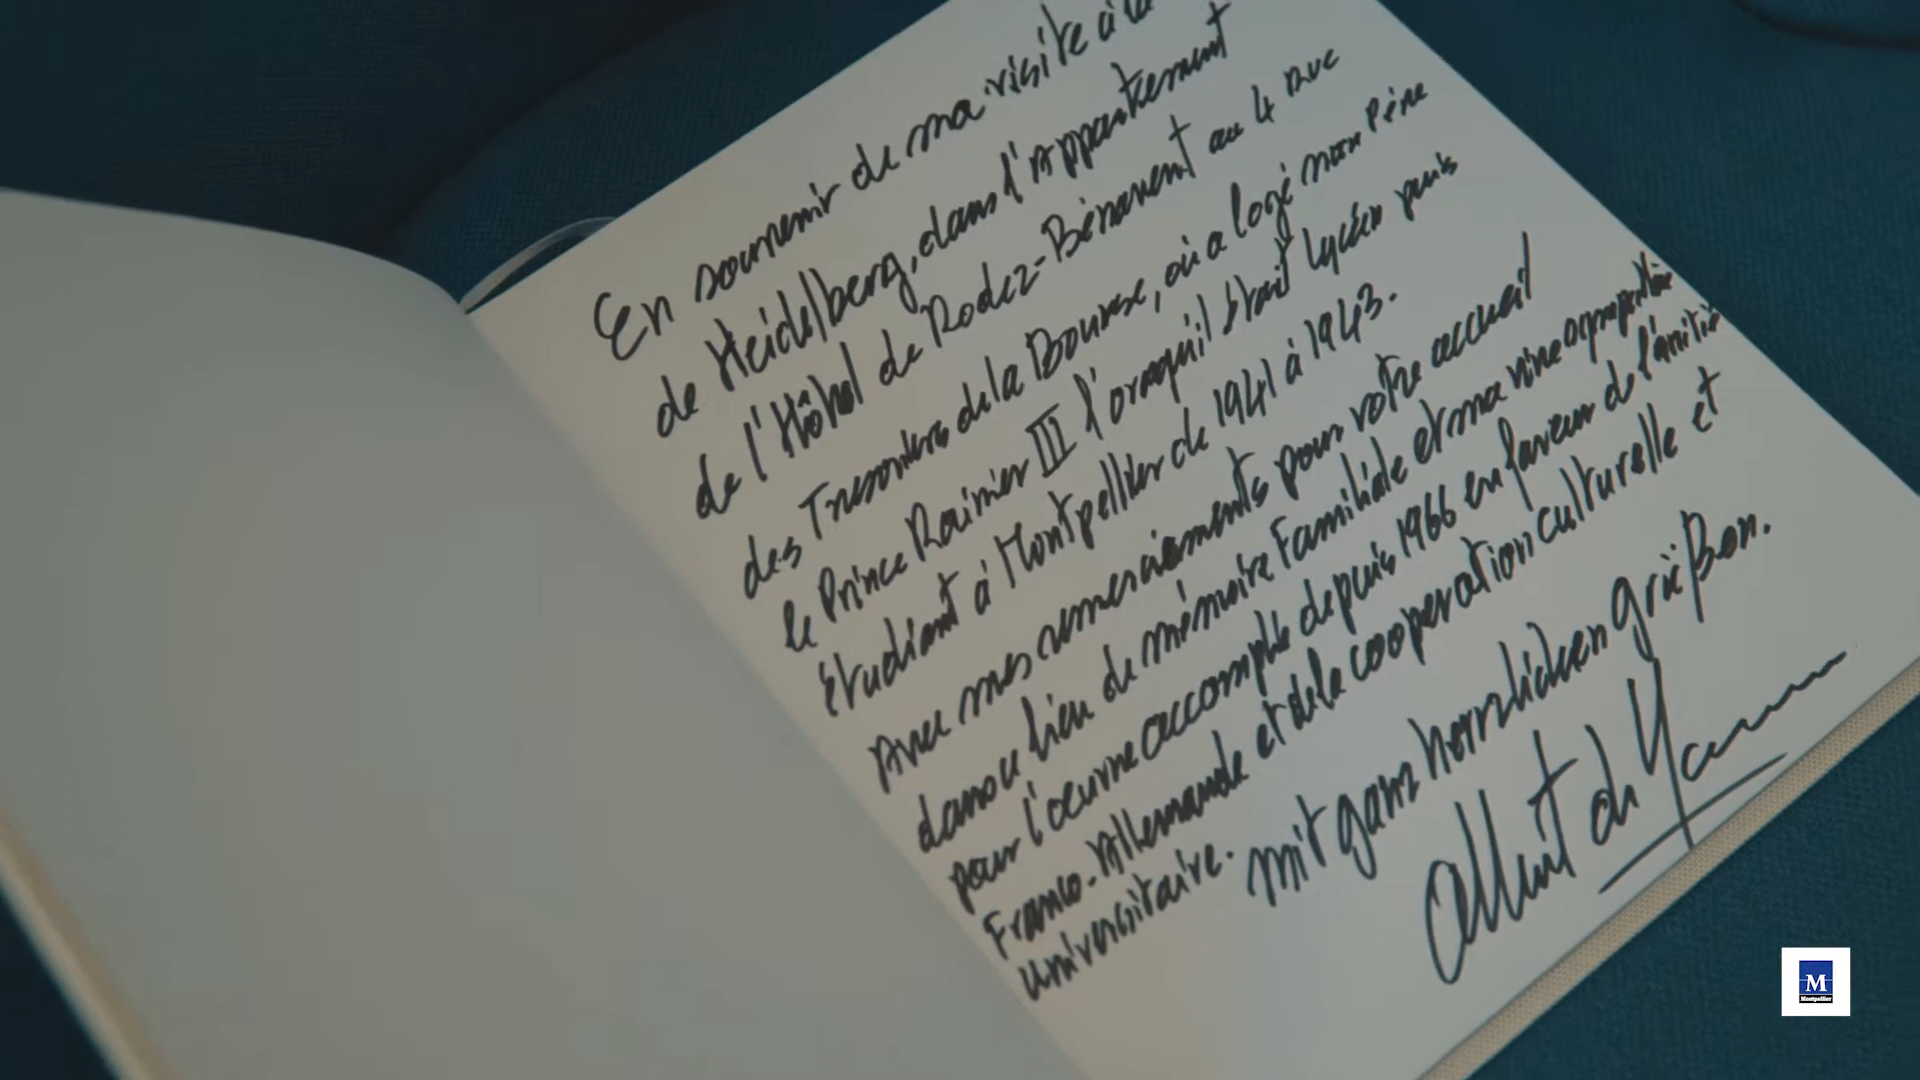 En souvenir de ma visite à la
de Heidelberg, dans l'Appartement
de l'Hôtel de Rodez-Bénavent au 4 rue
des Tresoriers de la Bourse, où a logé mon Père
le Prince Rainier III lorsqu'il était lycéen puis
étudiant à Montpellier de 1941 à 1943.
Avec mes remerciements pour votre accueil
dans ce lieu de mémoire Familiale et ma vive
pour l'œuvre accomplie depuis 1966 en faveur de l'amitié
Franco-Allemande et de la coopération culturelle et
universitaire. mit ganz herzlichen Grüßen.
Albert de Monaco
M
Montpellier